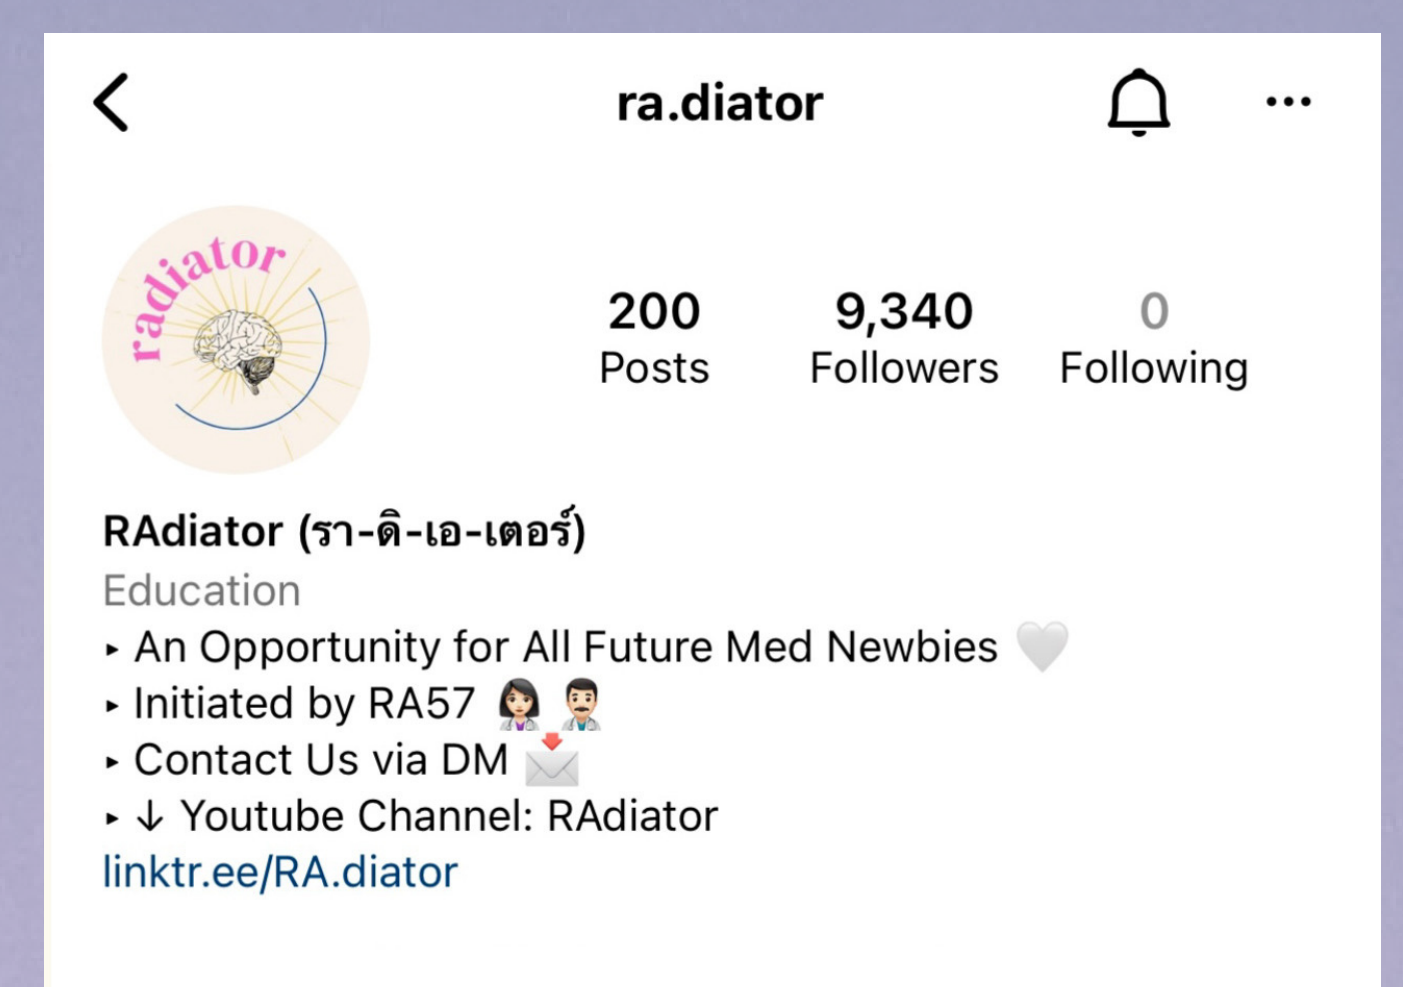 ra.diator
radiator
200 9,340 0
Posts Followers Following
RAdiator (รา-ดิ-เอ-เตอร์)
Education
▸ An Opportunity for All Future Med Newbies 🤍
▸ Initiated by RA57 👩🏻‍⚕️ 👨🏻‍⚕️
▸ Contact Us via DM 📩
▸ ↓ Youtube Channel: RAdiator
linktr.ee/RA.diator